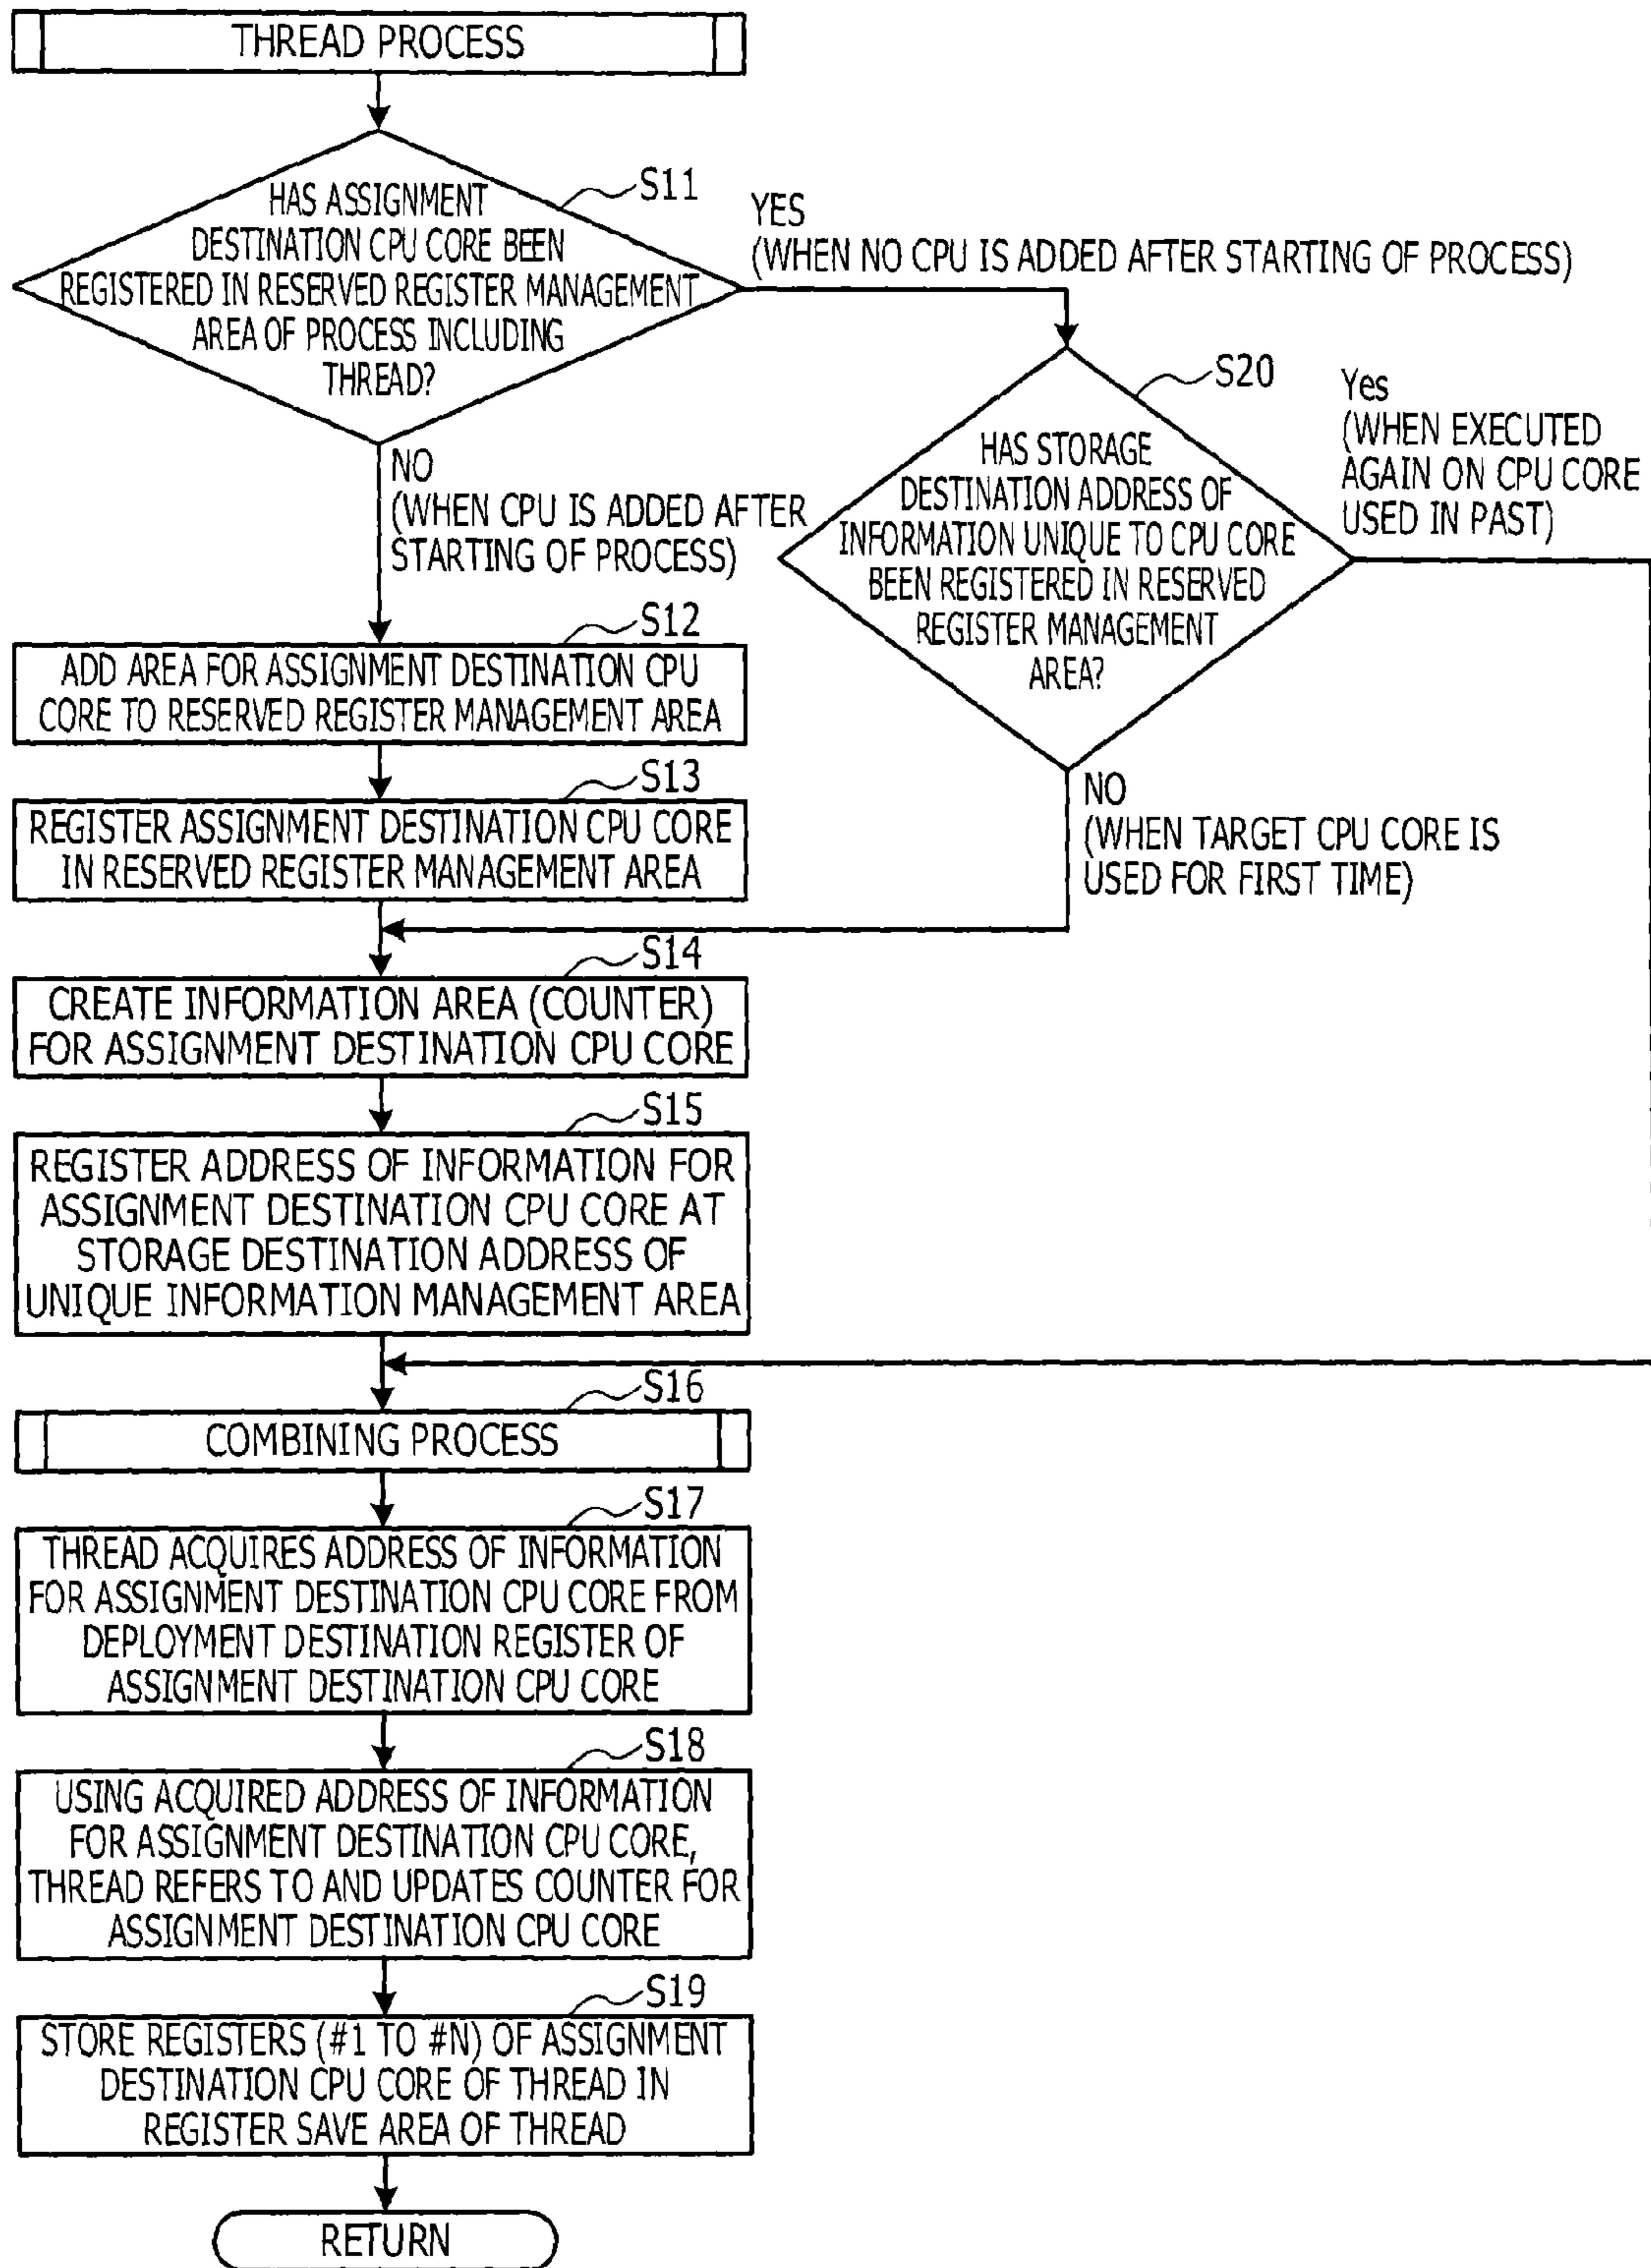 THREAD PROCESS
S11
HAS ASSIGNMENT
DESTINATION CPU CORE BEEN
REGISTERED IN RESERVED REGISTER MANAGEMENT
AREA OF PROCESS INCLUDING
THREAD?
YES
(WHEN NO CPU IS ADDED AFTER STARTING OF PROCESS)
NO
(WHEN CPU IS ADDED AFTER
STARTING OF PROCESS)
S20
HAS STORAGE
DESTINATION ADDRESS OF
INFORMATION UNIQUE TO CPU CORE
BEEN REGISTERED IN RESERVED
REGISTER MANAGEMENT
AREA?
Yes
(WHEN EXECUTED
AGAIN ON CPU CORE
USED IN PAST)
NO
(WHEN TARGET CPU CORE IS
USED FOR FIRST TIME)
S12
ADD AREA FOR ASSIGNMENT DESTINATION CPU
CORE TO RESERVED REGISTER MANAGEMENT AREA
S13
REGISTER ASSIGNMENT DESTINATION CPU CORE
IN RESERVED REGISTER MANAGEMENT AREA
S14
CREATE INFORMATION AREA (COUNTER)
FOR ASSIGNMENT DESTINATION CPU CORE
S15
REGISTER ADDRESS OF INFORMATION FOR
ASSIGNMENT DESTINATION CPU CORE AT
STORAGE DESTINATION ADDRESS OF
UNIQUE INFORMATION MANAGEMENT AREA
S16
COMBINING PROCESS
S17
THREAD ACQUIRES ADDRESS OF INFORMATION
FOR ASSIGNMENT DESTINATION CPU CORE FROM
DEPLOYMENT DESTINATION REGISTER OF
ASSIGNMENT DESTINATION CPU CORE
S18
USING ACQUIRED ADDRESS OF INFORMATION
FOR ASSIGNMENT DESTINATION CPU CORE,
THREAD REFERS TO AND UPDATES COUNTER FOR
ASSIGNMENT DESTINATION CPU CORE
S19
STORE REGISTERS (#1 TO #N) OF ASSIGNMENT
DESTINATION CPU CORE OF THREAD IN
REGISTER SAVE AREA OF THREAD
RETURN